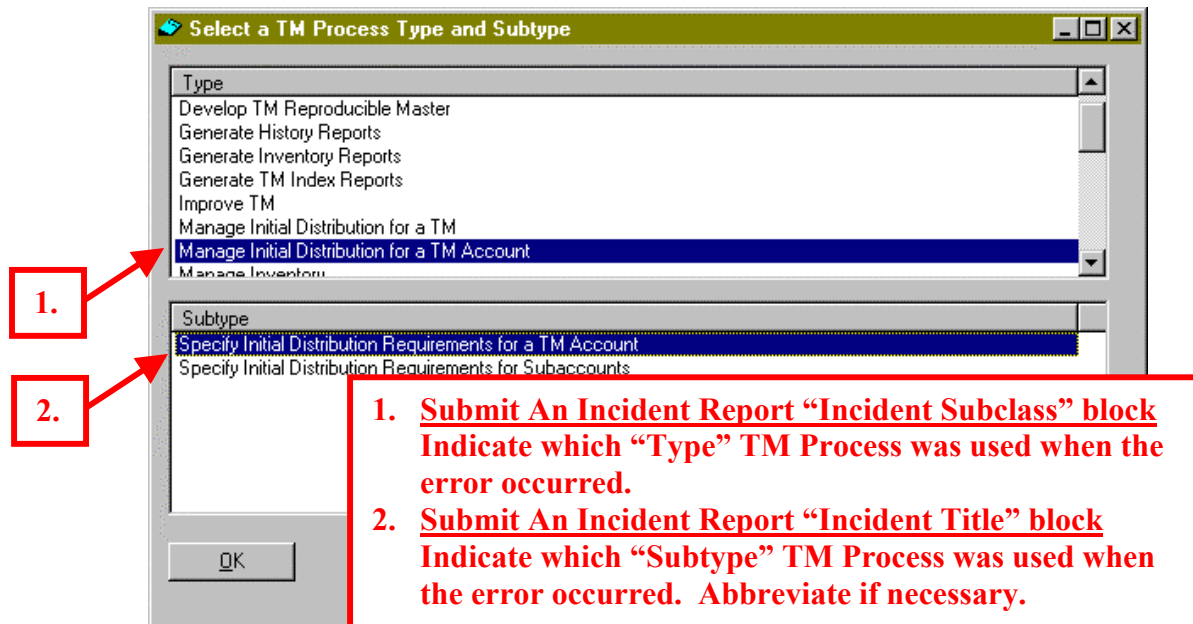 Select a TM Process Type and Subtype
Type
Develop TM Reproducible Master
Generate History Reports
Generate Inventory Reports
Generate TM Index Reports
Improve TM
Manage Initial Distribution for a TM
Manage Initial Distribution for a TM Account
Manage Inventory
1.
Subtype
Specify Initial Distribution Requirements for a TM Account
Specify Initial Distribution Requirements for Subaccounts
2.
1. Submit An Incident Report “Incident Subclass” block
Indicate which “Type” TM Process was used when the
error occurred.
2. Submit An Incident Report “Incident Title” block
Indicate which “Subtype” TM Process was used when
the error occurred.  Abbreviate if necessary.
OK